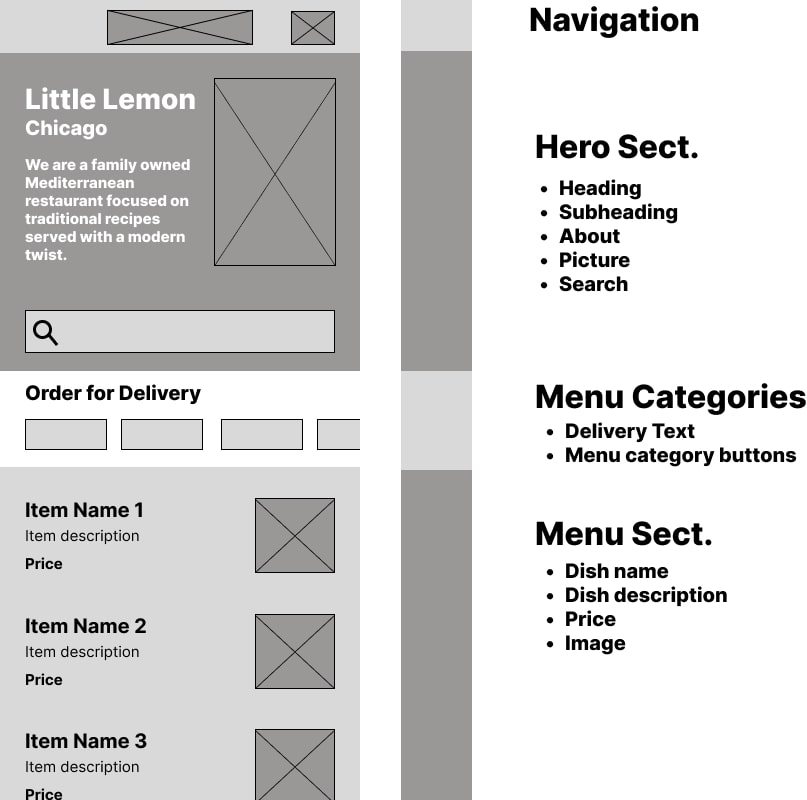 Little Lemon
Chicago
We are a family owned
Mediterranean
restaurant focused on
traditional recipes
served with a modern
twist.
Order for Delivery
Item Name 1
Item description
Price
Item Name 2
Item description
Price
Item Name 3
Item description
Price
Navigation
Hero Sect.
• Heading
• Subheading
• About
• Picture
• Search
Menu Categories
• Delivery Text
• Menu category buttons
Menu Sect.
• Dish name
• Dish description
• Price
• Image